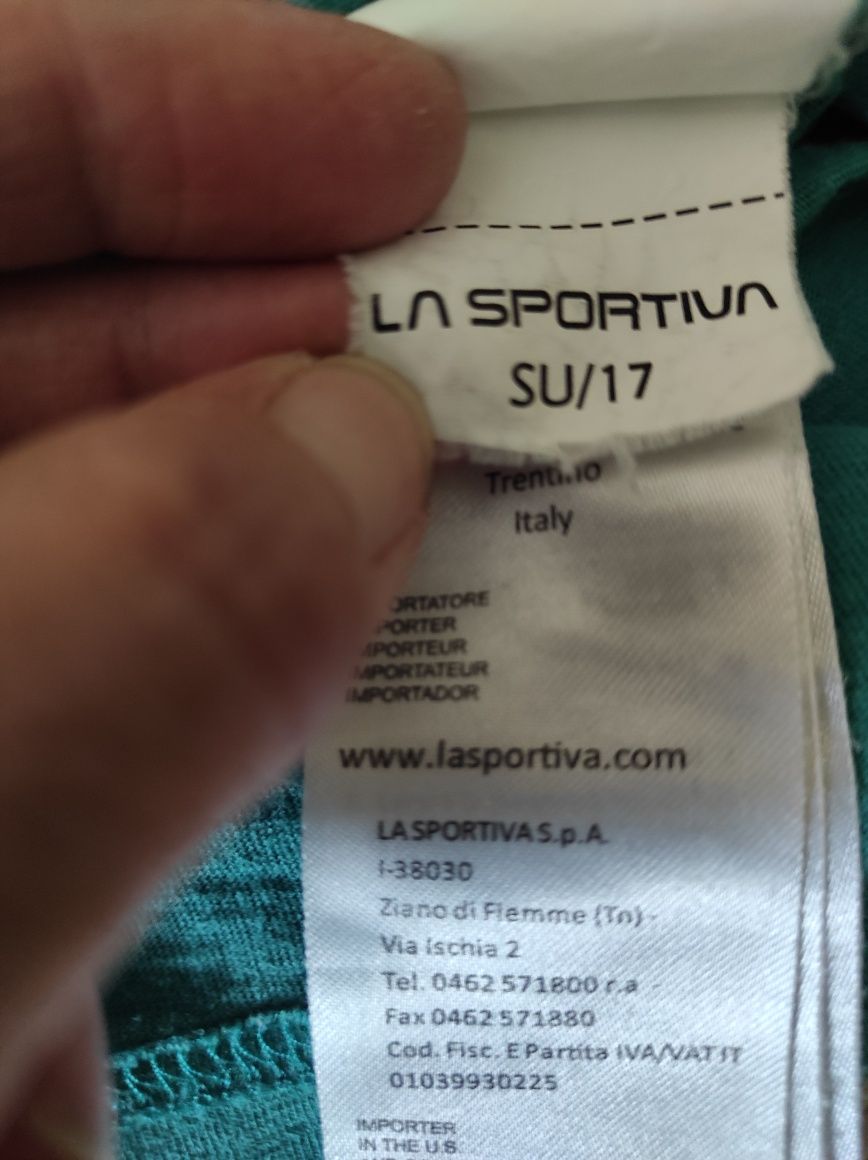 LA SPORTIVA
SU/17
Italy
www.lasportiva.com
LA SPORTIVA S.p.A.
I-38030
Ziano di Fiemme (Tn) -
Via Ischia 2
Tel. 0462 571800 r.a -
Fax 0462 571880
Cod. Fisc. E Partita IVA/VAT IT
01039930225
IMPORTER
IN THE U.S.